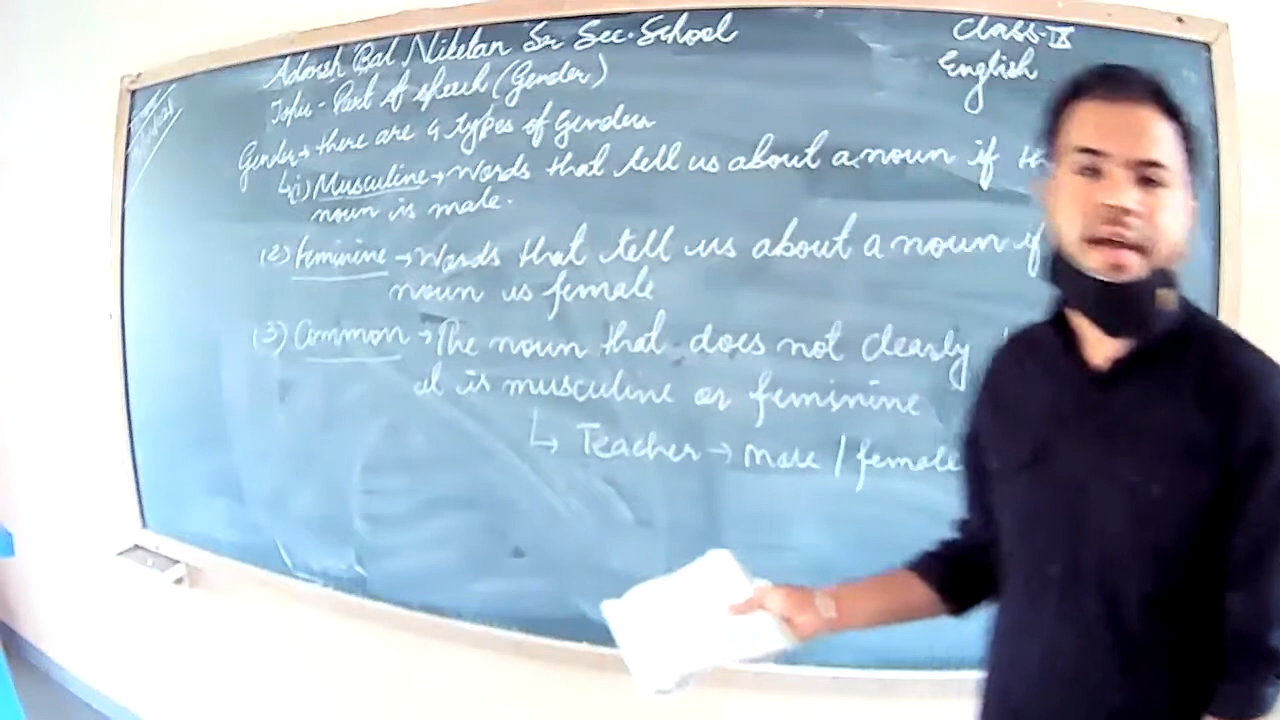 Adarsh Bal Niketan Sr. Sec. School
Class-IX
English
Topic - Part of speech (Gender)
Gender → there are 4 types of Genders
(1) Musculine → Words that tell us about a noun if
noun is male.
(2) Feminine → Words that tell us about a noun if
noun is female
(3) Common → The noun that does not clearly
it is musculine or feminine
↳ Teacher → Male / female